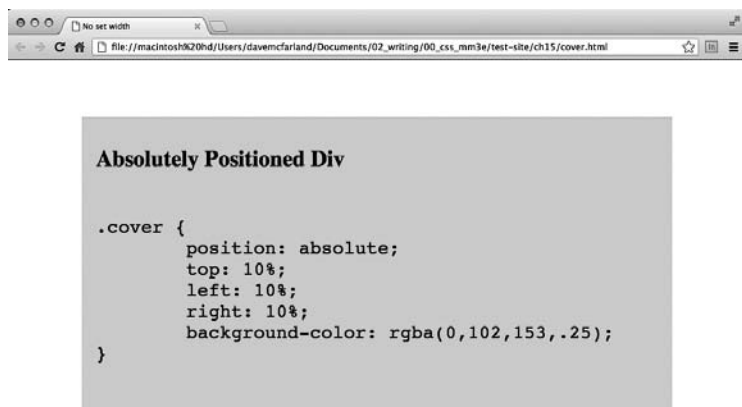 No set width
file://macintosh%20hd/Users/davemcfarland/Documents/02_writing/00_css_mm3e/test-site/ch15/cover.html
Absolutely Positioned Div
.cover {
position: absolute;
top: 10%;
left: 10%;
right: 10%;
background-color: rgba(0,102,153,.25);
}